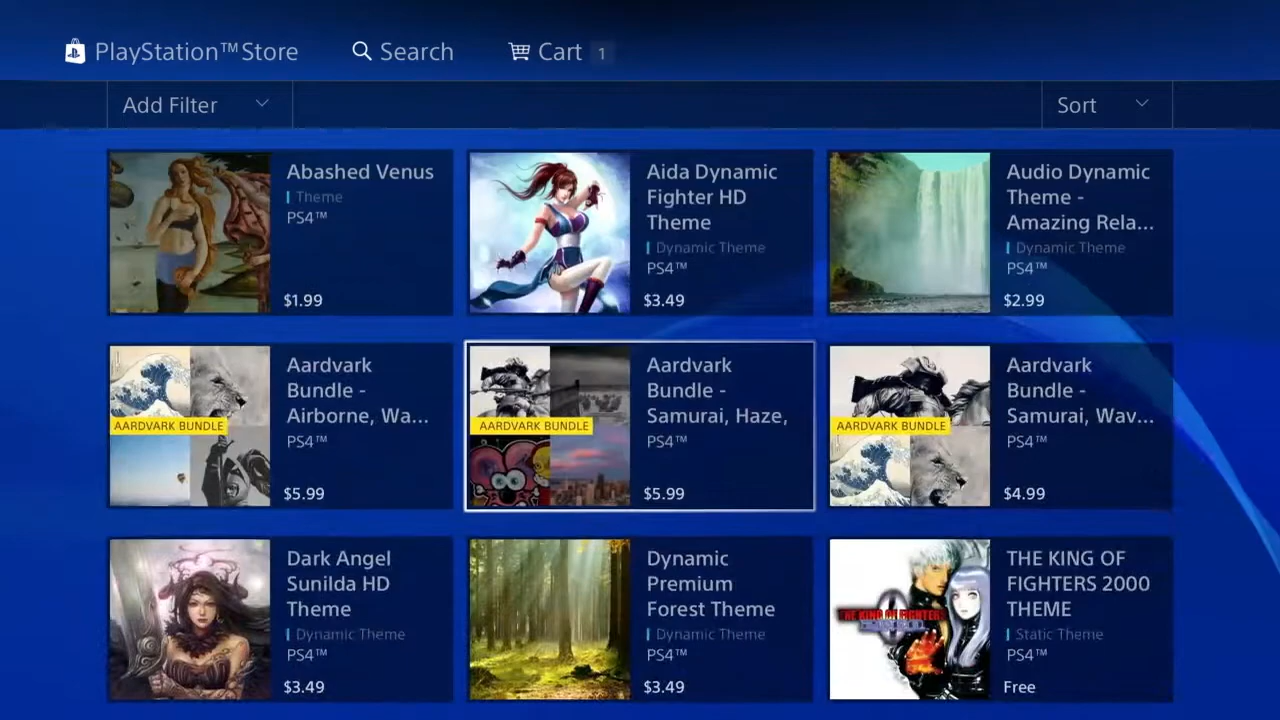 PlayStation™Store
Search
Cart 1
Add Filter
Sort
Abashed Venus
Theme
PS4™
$1.99
Aida Dynamic
Fighter HD
Theme
Dynamic Theme
PS4™
$3.49
Audio Dynamic
Theme -
Amazing Rela...
Dynamic Theme
PS4™
$2.99
AARDVARK BUNDLE
Aardvark
Bundle -
Airborne, Wa...
PS4™
$5.99
AARDVARK BUNDLE
Aardvark
Bundle -
Samurai, Haze,
PS4™
$5.99
AARDVARK BUNDLE
Aardvark
Bundle -
Samurai, Wav...
PS4™
$4.99
Dark Angel
Sunilda HD
Theme
Dynamic Theme
PS4™
$3.49
Dynamic
Premium
Forest Theme
Dynamic Theme
PS4™
$3.49
THE KING OF FIGHTERS
THE KING OF
FIGHTERS 2000
THEME
Static Theme
PS4™
Free